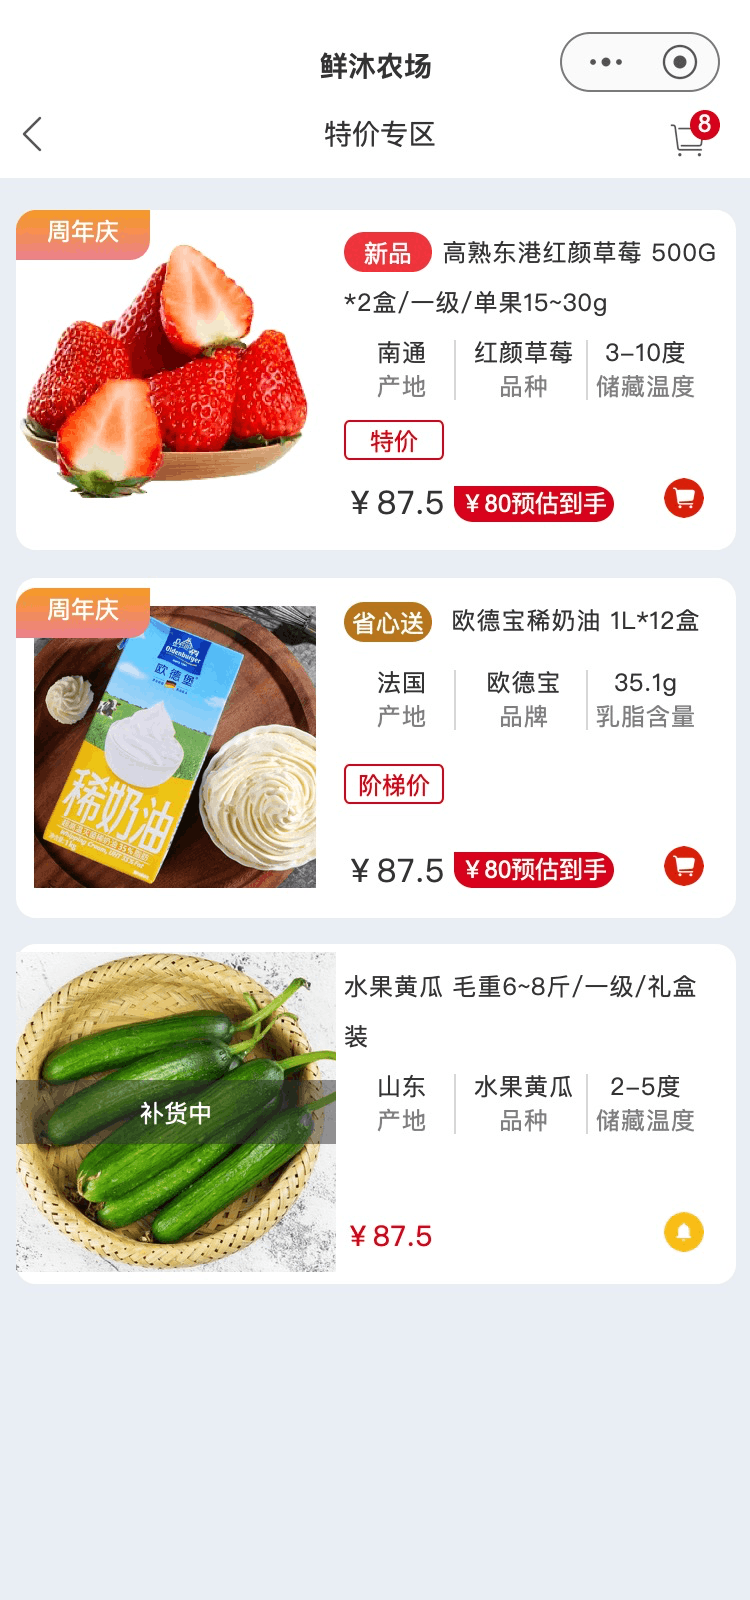 鲜沐农场
特价专区
8
周年庆
新品 高熟东港红颜草莓 500G
*2盒/一级/单果15~30g
南通 红颜草莓 3-10度
产地 品种 储藏温度
特价
¥87.5 ¥80预估到手
周年庆
省心送 欧德宝稀奶油 1L*12盒
Oldenburger
欧德堡
稀奶油
法国 欧德宝 35.1g
产地 品牌 乳脂含量
阶梯价
¥87.5 ¥80预估到手
水果黄瓜 毛重6~8斤/一级/礼盒
装
补货中
山东 水果黄瓜 2-5度
产地 品种 储藏温度
¥87.5